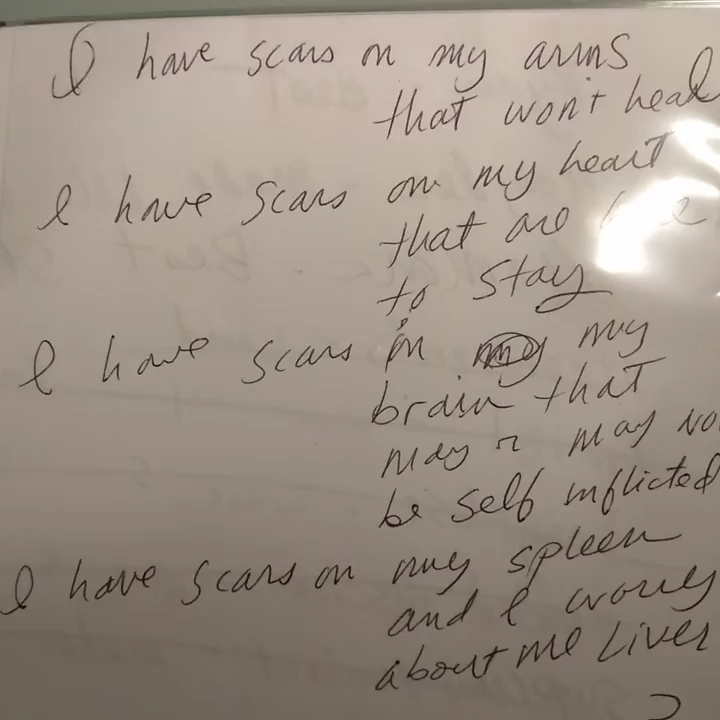 I have scars on my arms
that won't heal
I have scars on my heart
that are
to stay
I have scars in my
brain that
may r may no
be self inflicted
I have scars on my spleen
and I worry
about me liver